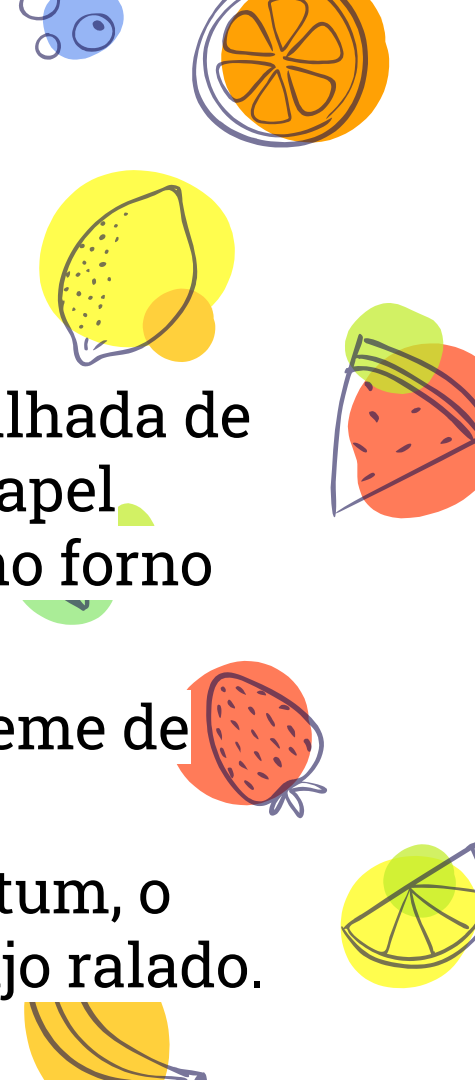 lhada de
apel
no forno
eme de
tum, o
jo ralado.